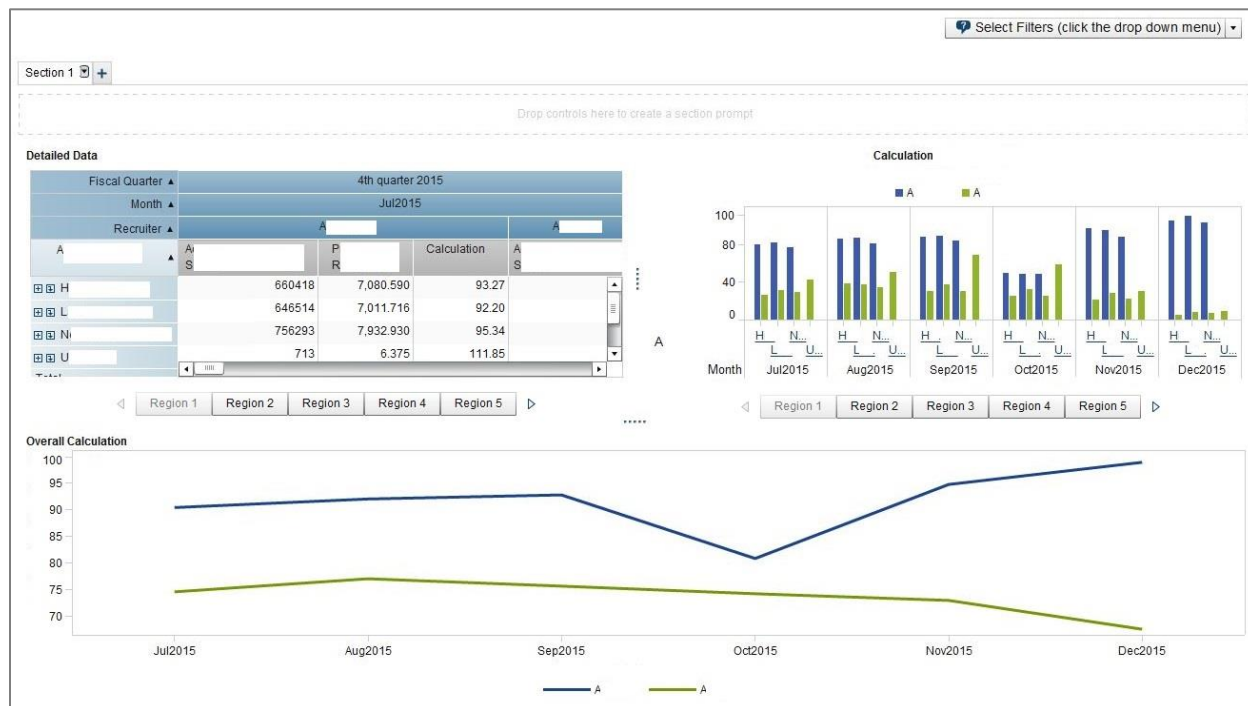 Select Filters (click the drop down menu)
Section 1
Drop controls here to create a section prompt
Detailed Data
Fiscal Quarter 4th quarter 2015
Month Jul2015
Recruiter A A
A A P Calculation A
S R S
H 660418 7,080.590 93.27
L 646514 7,011.716 92.20
N 756293 7,932.930 95.34
U 713 6.375 111.85
Total
Region 1 Region 2 Region 3 Region 4 Region 5
A
Calculation
A A
100
80
40
0
H N... H N... H N... H N... H N... H N...
L U... L U... L U... L U... L U... L U...
Month Jul2015 Aug2015 Sep2015 Oct2015 Nov2015 Dec2015
Region 1 Region 2 Region 3 Region 4 Region 5
Overall Calculation
100
95
90
85
80
75
70
Jul2015 Aug2015 Sep2015 Oct2015 Nov2015 Dec2015
A A